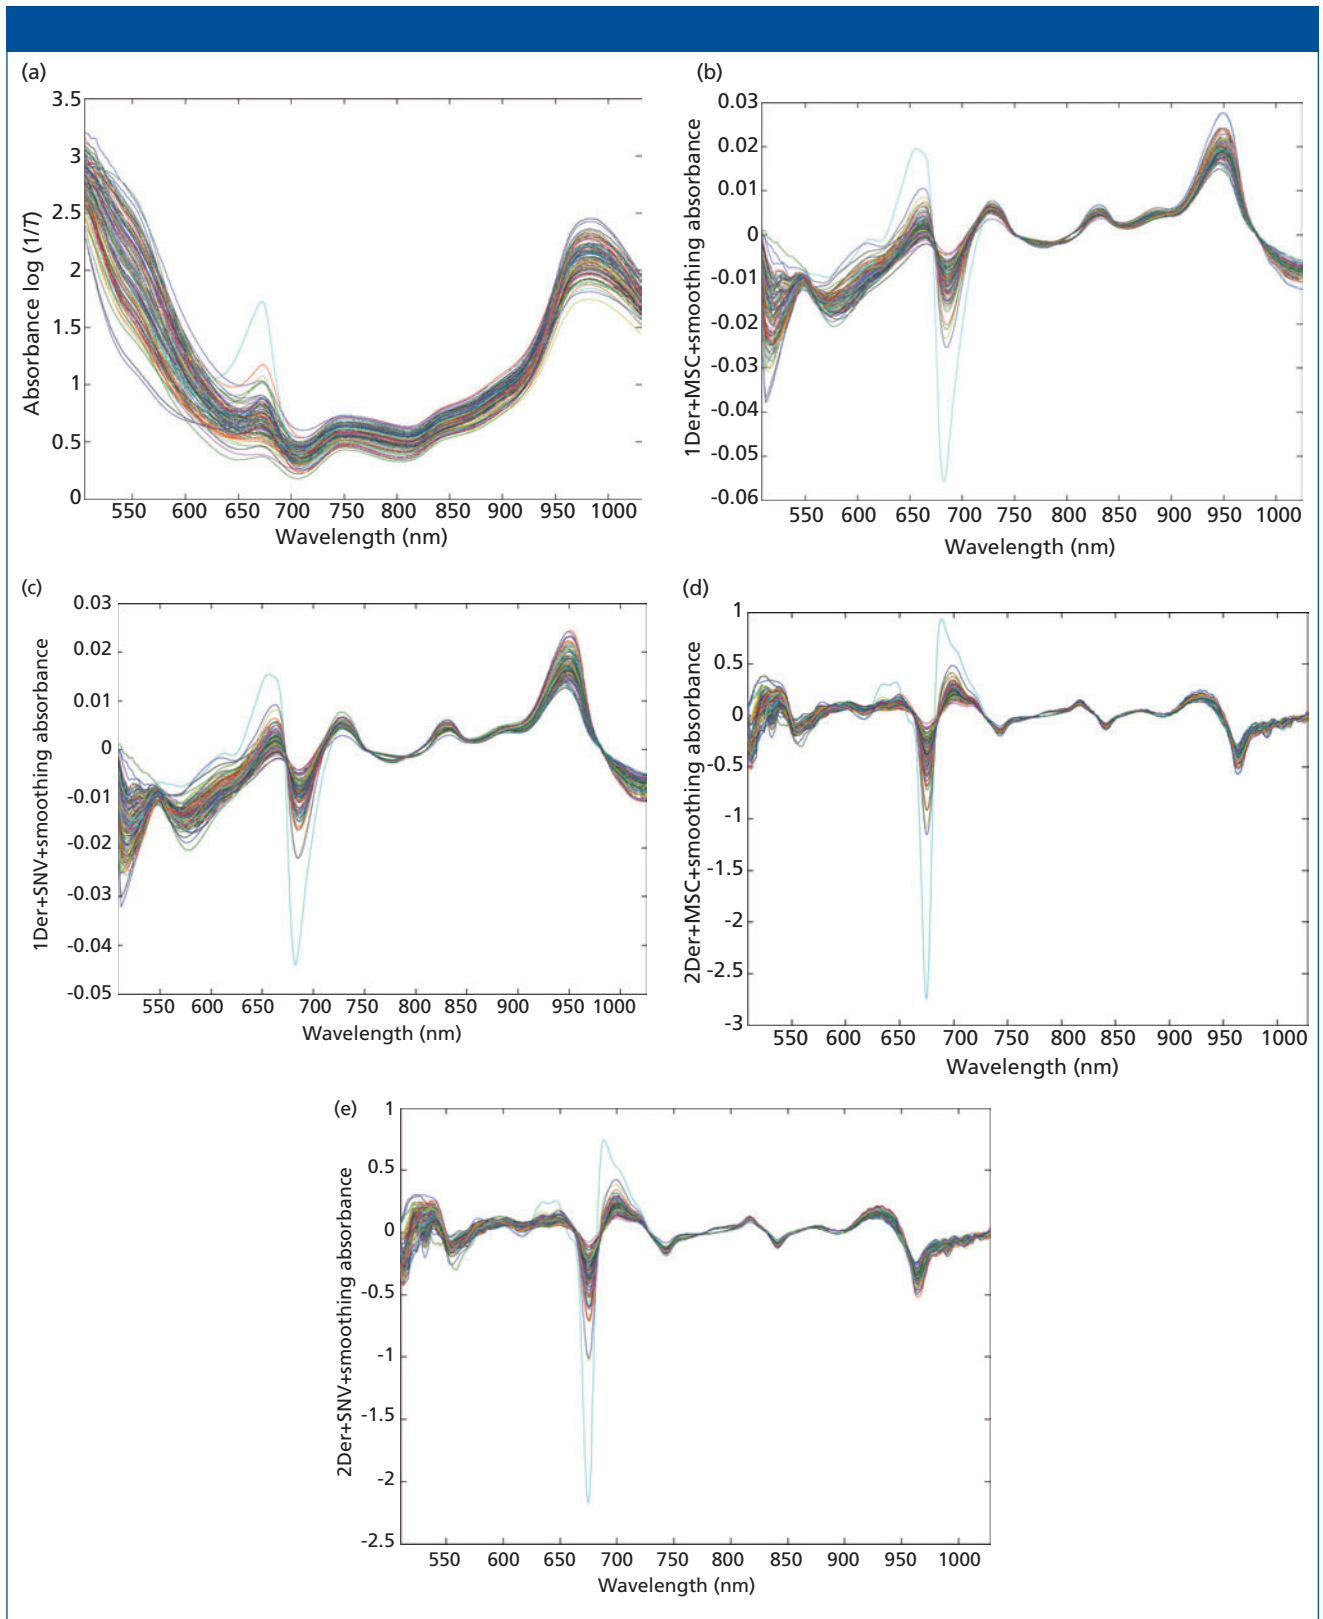 (a)
3.5
3
2.5
2
1.5
1
0.5
0
Absorbance log (1/T)
550 600 650 700 750 800 850 900 950 1000
Wavelength (nm)
(b)
0.03
0.02
0.01
0
-0.01
-0.02
-0.03
-0.04
-0.05
-0.06
1Der+MSC+smoothing absorbance
550 600 650 700 750 800 850 900 950 1000
Wavelength (nm)
(c)
0.03
0.02
0.01
0
-0.01
-0.02
-0.03
-0.04
-0.05
1Der+SNV+smoothing absorbance
550 600 650 700 750 800 850 900 950 1000
Wavelength (nm)
(d)
1
0.5
0
-0.5
-1
-1.5
-2
-2.5
-3
2Der+MSC+smoothing absorbance
550 600 650 700 750 800 850 900 950 1000
Wavelength (nm)
(e)
1
0.5
0
-0.5
-1
-1.5
-2
-2.5
2Der+SNV+smoothing absorbance
550 600 650 700 750 800 850 900 950 1000
Wavelength (nm)